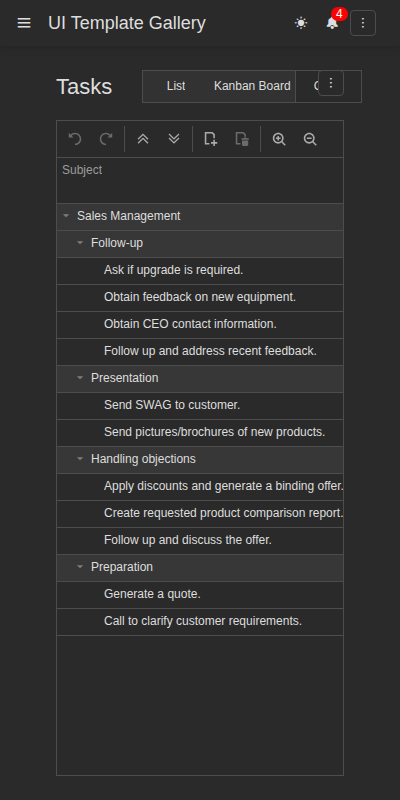 UI Template Gallery
4
Tasks
List
Kanban Board
Subject
Sales Management
Follow-up
Ask if upgrade is required.
Obtain feedback on new equipment.
Obtain CEO contact information.
Follow up and address recent feedback.
Presentation
Send SWAG to customer.
Send pictures/brochures of new products.
Handling objections
Apply discounts and generate a binding offer.
Create requested product comparison report.
Follow up and discuss the offer.
Preparation
Generate a quote.
Call to clarify customer requirements.